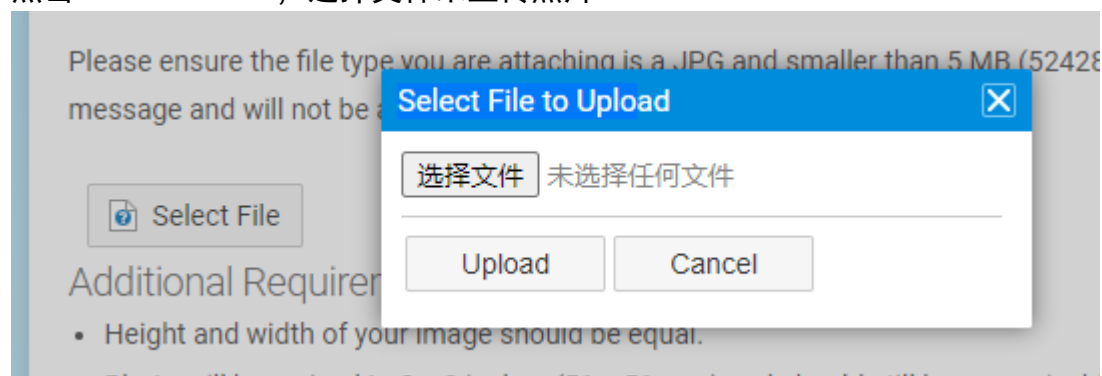 Please ensure the file type you are attaching is a JPG and smaller than 5 MB (52428
message and will not be
Select File to Upload
选择文件 未选择任何文件
Select File
Upload Cancel
Additional Requirer
• Height and width of your image should be equal.